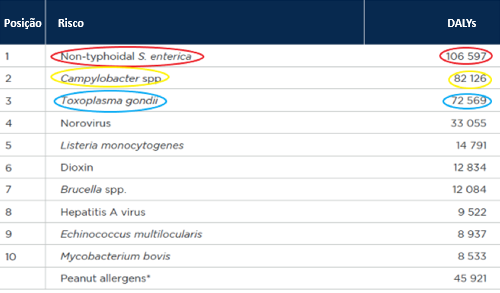 Posição Risco DALYs
1 Non-typhoidal S. enterica 106 597
2 Campylobacter spp 82 126
3 Toxoplasma gondii 72 569
4 Norovirus 33 055
5 Listeria monocytogenes 14 791
6 Dioxin 12 834
7 Brucella spp. 12 084
8 Hepatitis A virus 9 522
9 Echinococcus multilocularis 8 937
10 Mycobacterium bovis 8 533
Peanut allergens* 45 921